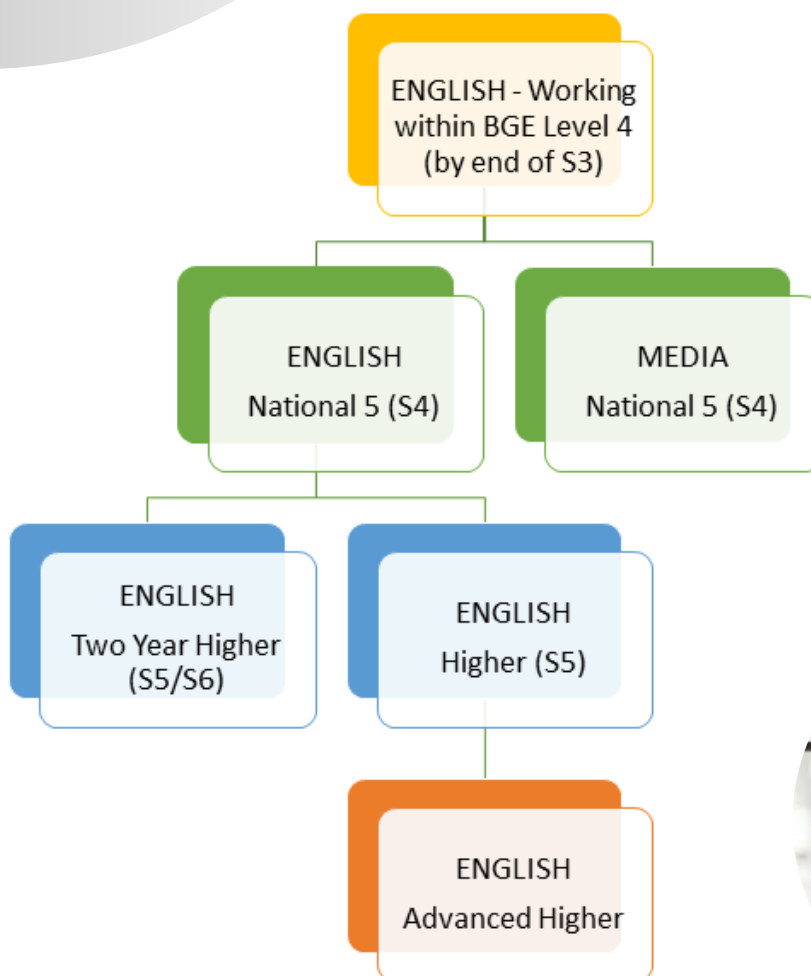 ENGLISH - Working
within BGE Level 4
(by end of S3)
ENGLISH
National 5 (S4)
MEDIA
National 5 (S4)
ENGLISH
Two Year Higher
(S5/S6)
ENGLISH
Higher (S5)
ENGLISH
Advanced Higher